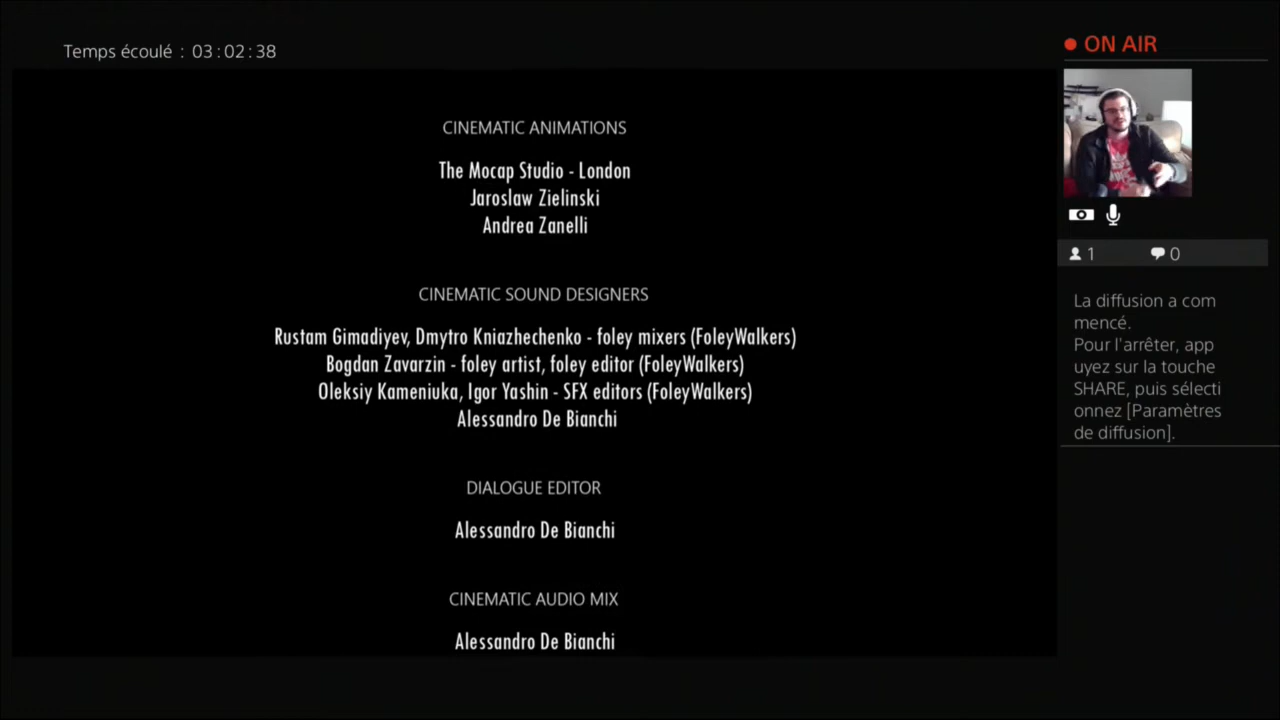 Temps écoulé : 03:02:38
ON AIR
CINEMATIC ANIMATIONS
The Mocap Studio - London
Jaroslaw Zielinski
Andrea Zanelli
CINEMATIC SOUND DESIGNERS
Rustam Gimadiyev, Dmytro Kniazhechenko - foley mixers (FoleyWalkers)
Bogdan Zavarzin - foley artist, foley editor (FoleyWalkers)
Oleksiy Kameniuka, Igor Yashin - SFX editors (FoleyWalkers)
Alessandro De Bianchi
DIALOGUE EDITOR
Alessandro De Bianchi
CINEMATIC AUDIO MIX
Alessandro De Bianchi
1 0
La diffusion a com
mencé.
Pour l'arrêter, app
uyez sur la touche
SHARE, puis sélecti
onnez [Paramètres
de diffusion].